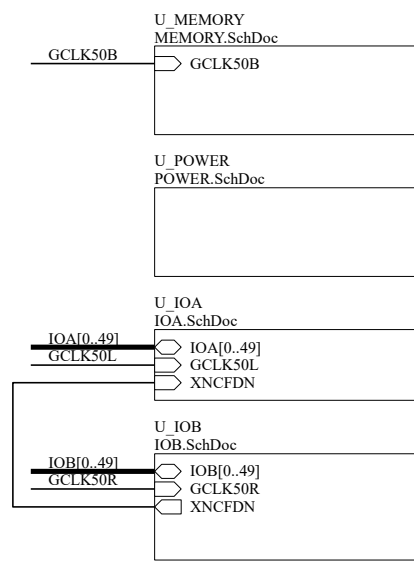 U_MEMORY
MEMORY.SchDoc
GCLK50B
GCLK50B
U_POWER
POWER.SchDoc
U_IOA
IOA.SchDoc
IOA[0..49]
IOA[0..49]
GCLK50L
GCLK50L
XNCFDN
U_IOB
IOB.SchDoc
IOB[0..49]
IOB[0..49]
GCLK50R
GCLK50R
XNCFDN